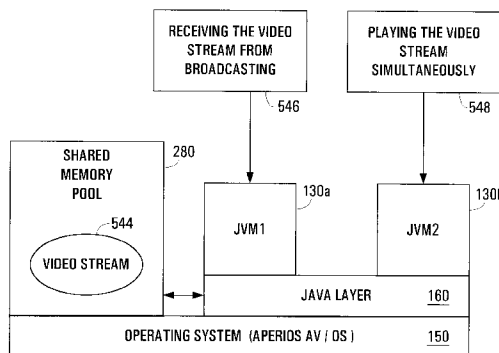 RECEIVING THE VIDEO
STREAM FROM
BROADCASTING
546
PLAYING THE VIDEO
STREAM
SIMULTANEOUSLY
548
SHARED
MEMORY
POOL
280
544
VIDEO STREAM
130a
JVM1
130b
JVM2
JAVA LAYER
160
OPERATING SYSTEM (APERIOS AV / OS )
150